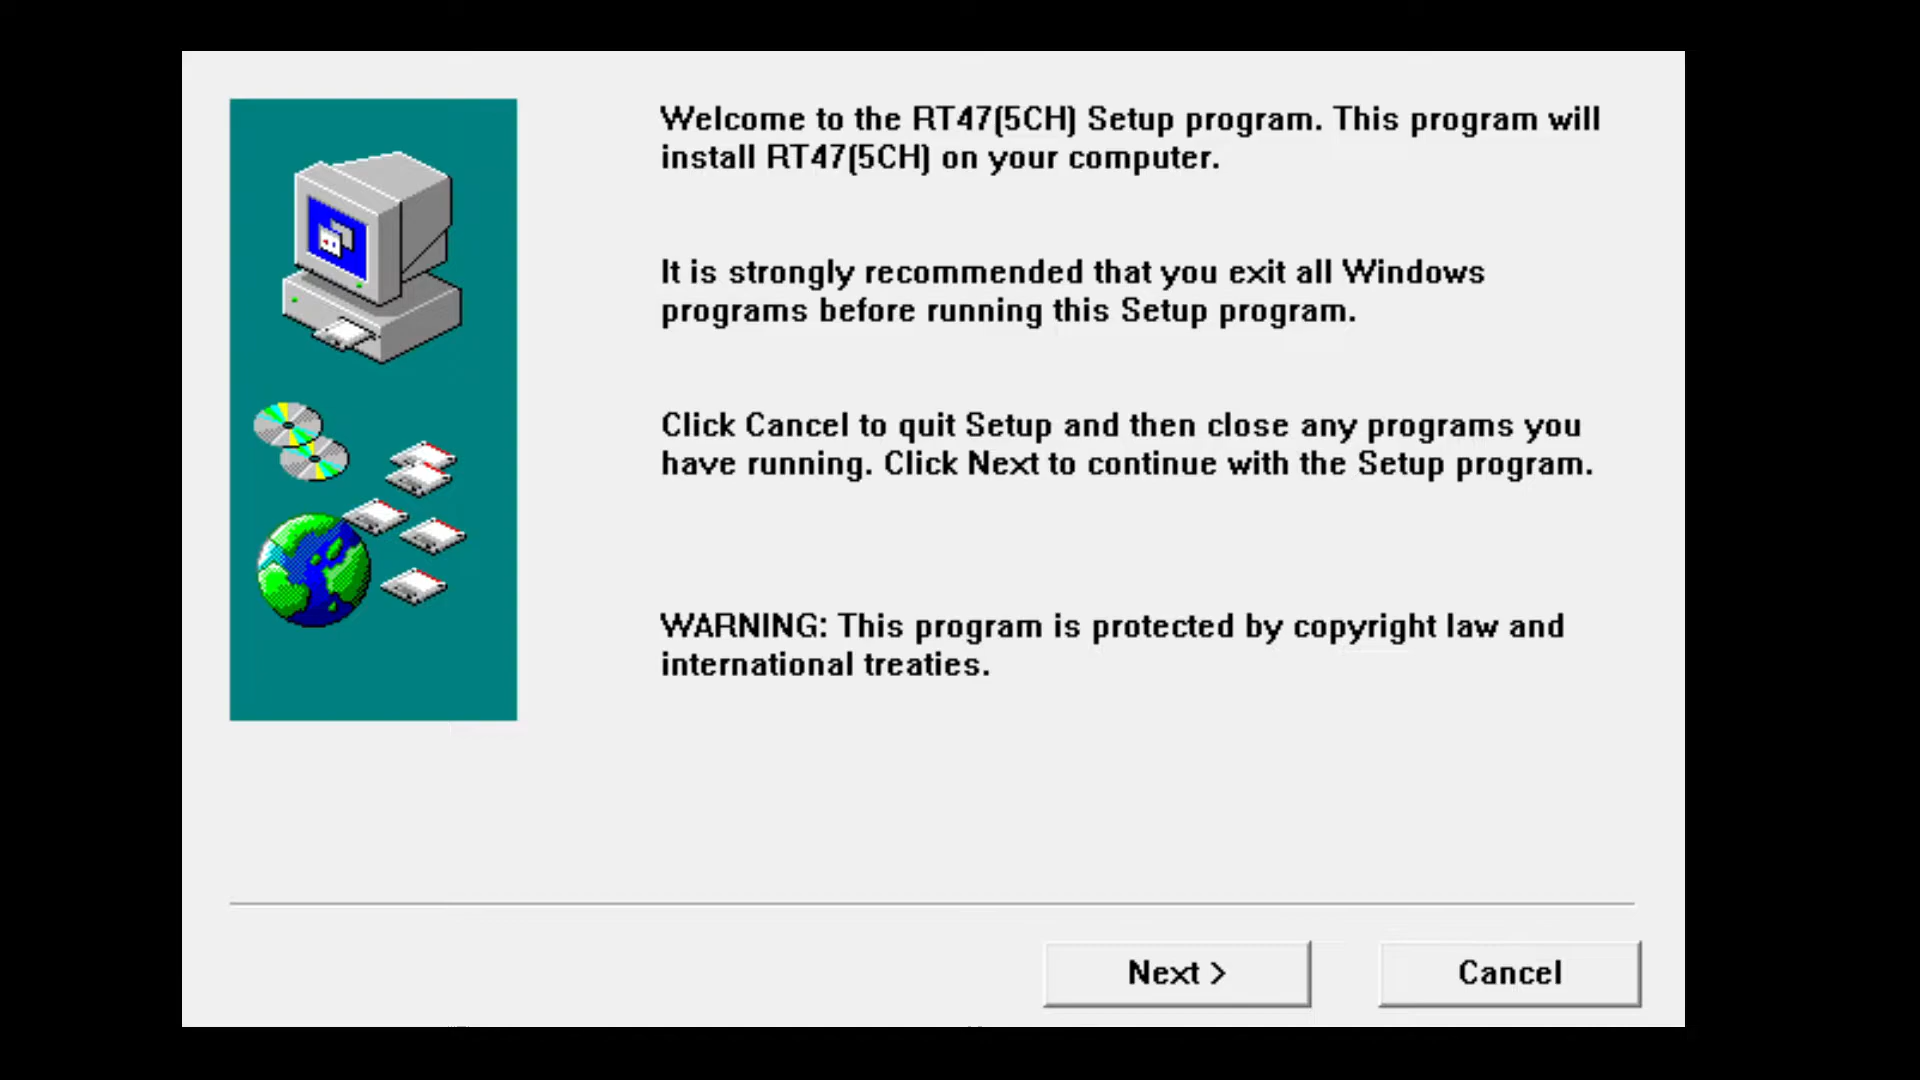 Welcome to the RT47(5CH) Setup program. This program will
install RT47(5CH) on your computer.
It is strongly recommended that you exit all Windows
programs before running this Setup program.
Click Cancel to quit Setup and then close any programs you
have running. Click Next to continue with the Setup program.
WARNING: This program is protected by copyright law and
international treaties.
Next >
Cancel